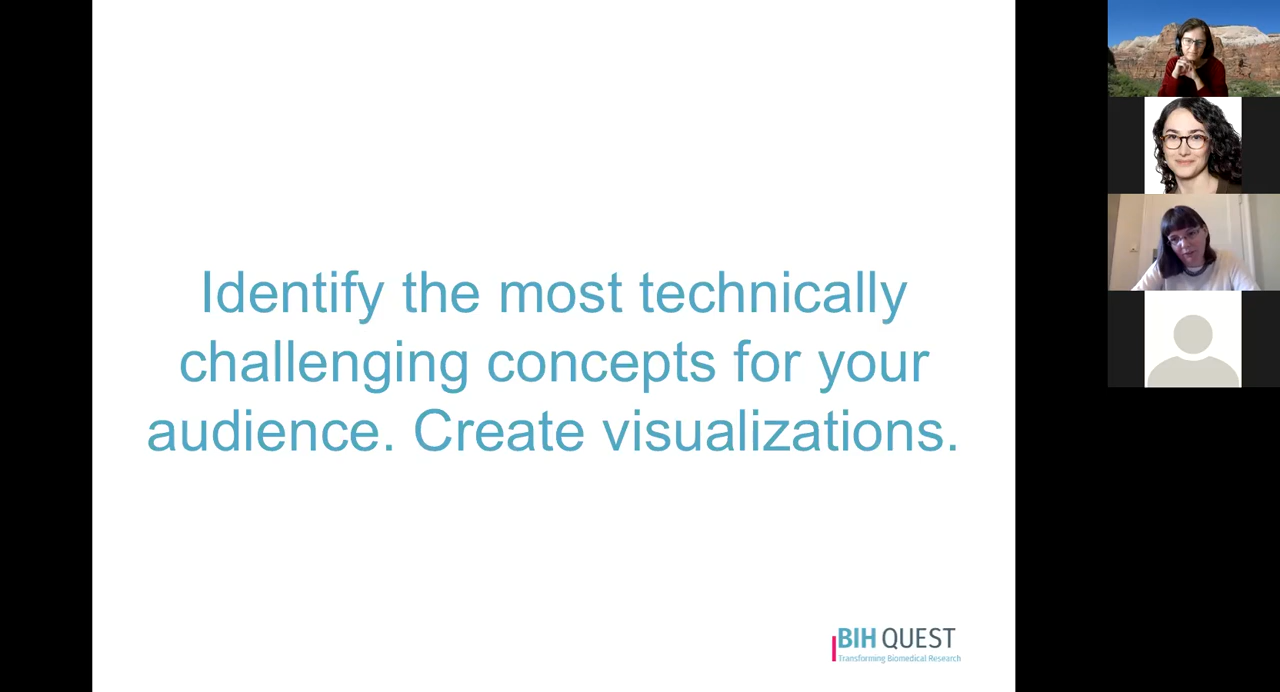 Identify the most technically
challenging concepts for your
audience. Create visualizations.
BIH QUEST
Transforming Biomedical Research